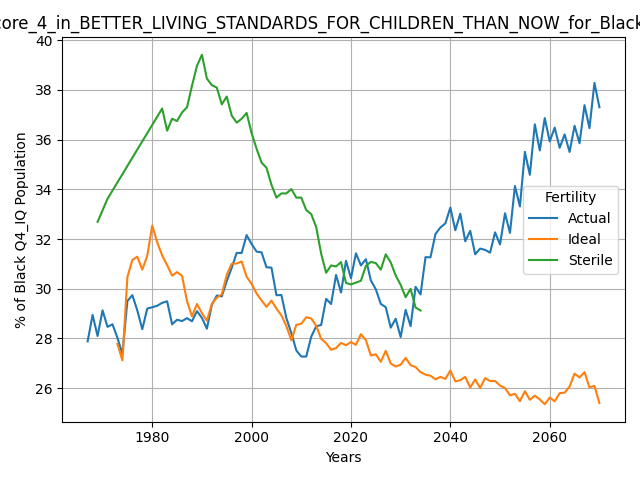 core_4_in_BETTER_LIVING_STANDARDS_FOR_CHILDREN_THAN_NOW_for_Black
% of Black Q4_IQ Population
40
38
36
34
32
30
28
26
Fertility
Actual
Ideal
Sterile
1980
2000
2020
2040
2060
Years